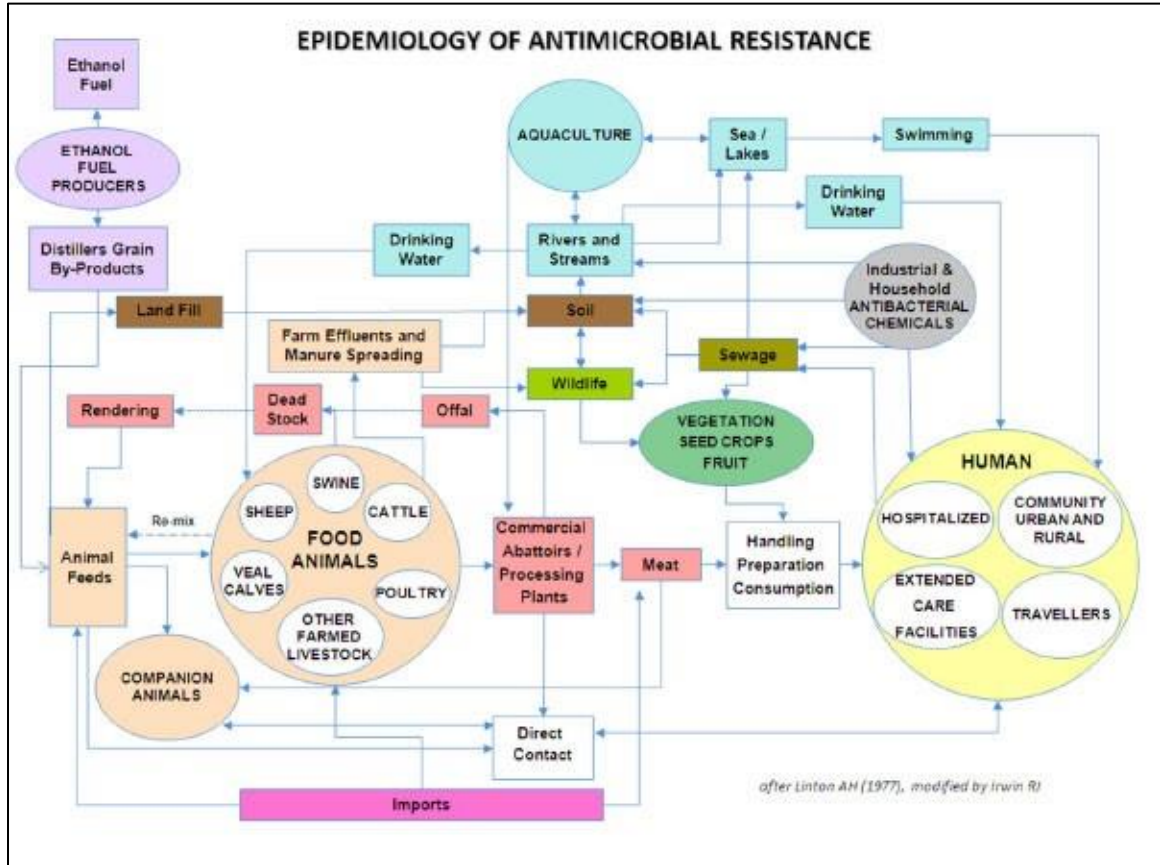 EPIDEMIOLOGY OF ANTIMICROBIAL RESISTANCE
Ethanol
Fuel
ETHANOL
FUEL
PRODUCERS
Distillers Grain
By-Products
AQUACULTURE
Sea /
Lakes
Swimming
Drinking
Water
Drinking
Water
Rivers and
Streams
Industrial &
Household
ANTIBACTERIAL
CHEMICALS
Land Fill
Soil
Farm Effluents and
Manure Spreading
Sewage
Wildlife
Rendering
Dead
Stock
Offal
VEGETATION
SEED CROPS
FRUIT
Re-mix
Animal
Feeds
FOOD
ANIMALS
SWINE
SHEEP
CATTLE
VEAL
CALVES
POULTRY
OTHER
FARMED
LIVESTOCK
Commercial
Abattoirs /
Processing
Plants
Meat
Handling
Preparation
Consumption
HUMAN
HOSPITALIZED
COMMUNITY
URBAN AND
RURAL
EXTENDED
CARE
FACILITIES
TRAVELLERS
COMPANION
ANIMALS
Direct
Contact
Imports
after Linton AH (1977), modified by Irwin RJ